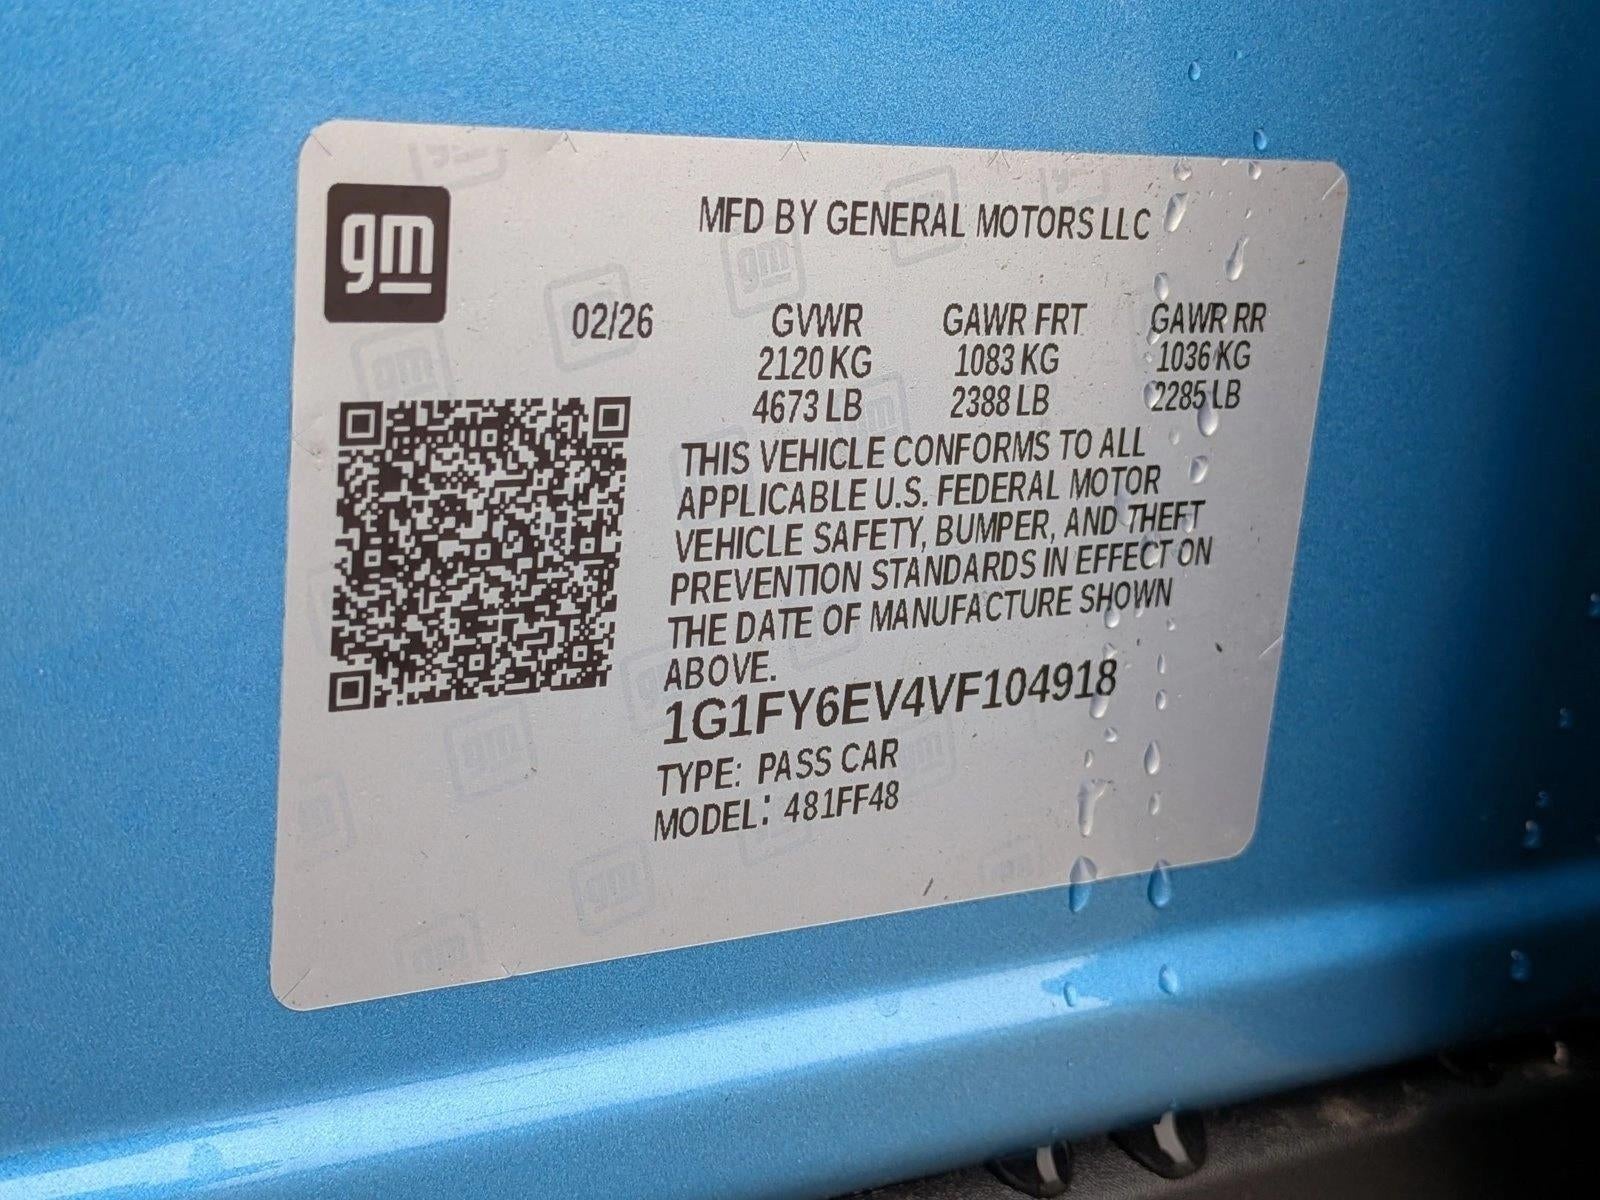 gm
MFD BY GENERAL MOTORS LLC
02/26 GVWR GAWR FRT GAWR RR
2120 KG 1083 KG 1036 KG
4673 LB 2388 LB 2285 LB
THIS VEHICLE CONFORMS TO ALL
APPLICABLE U.S. FEDERAL MOTOR
VEHICLE SAFETY, BUMPER, AND THEFT
PREVENTION STANDARDS IN EFFECT ON
THE DATE OF MANUFACTURE SHOWN
ABOVE.
1G1FY6EV4VF104918
TYPE: PASS CAR
MODEL: 481FF48